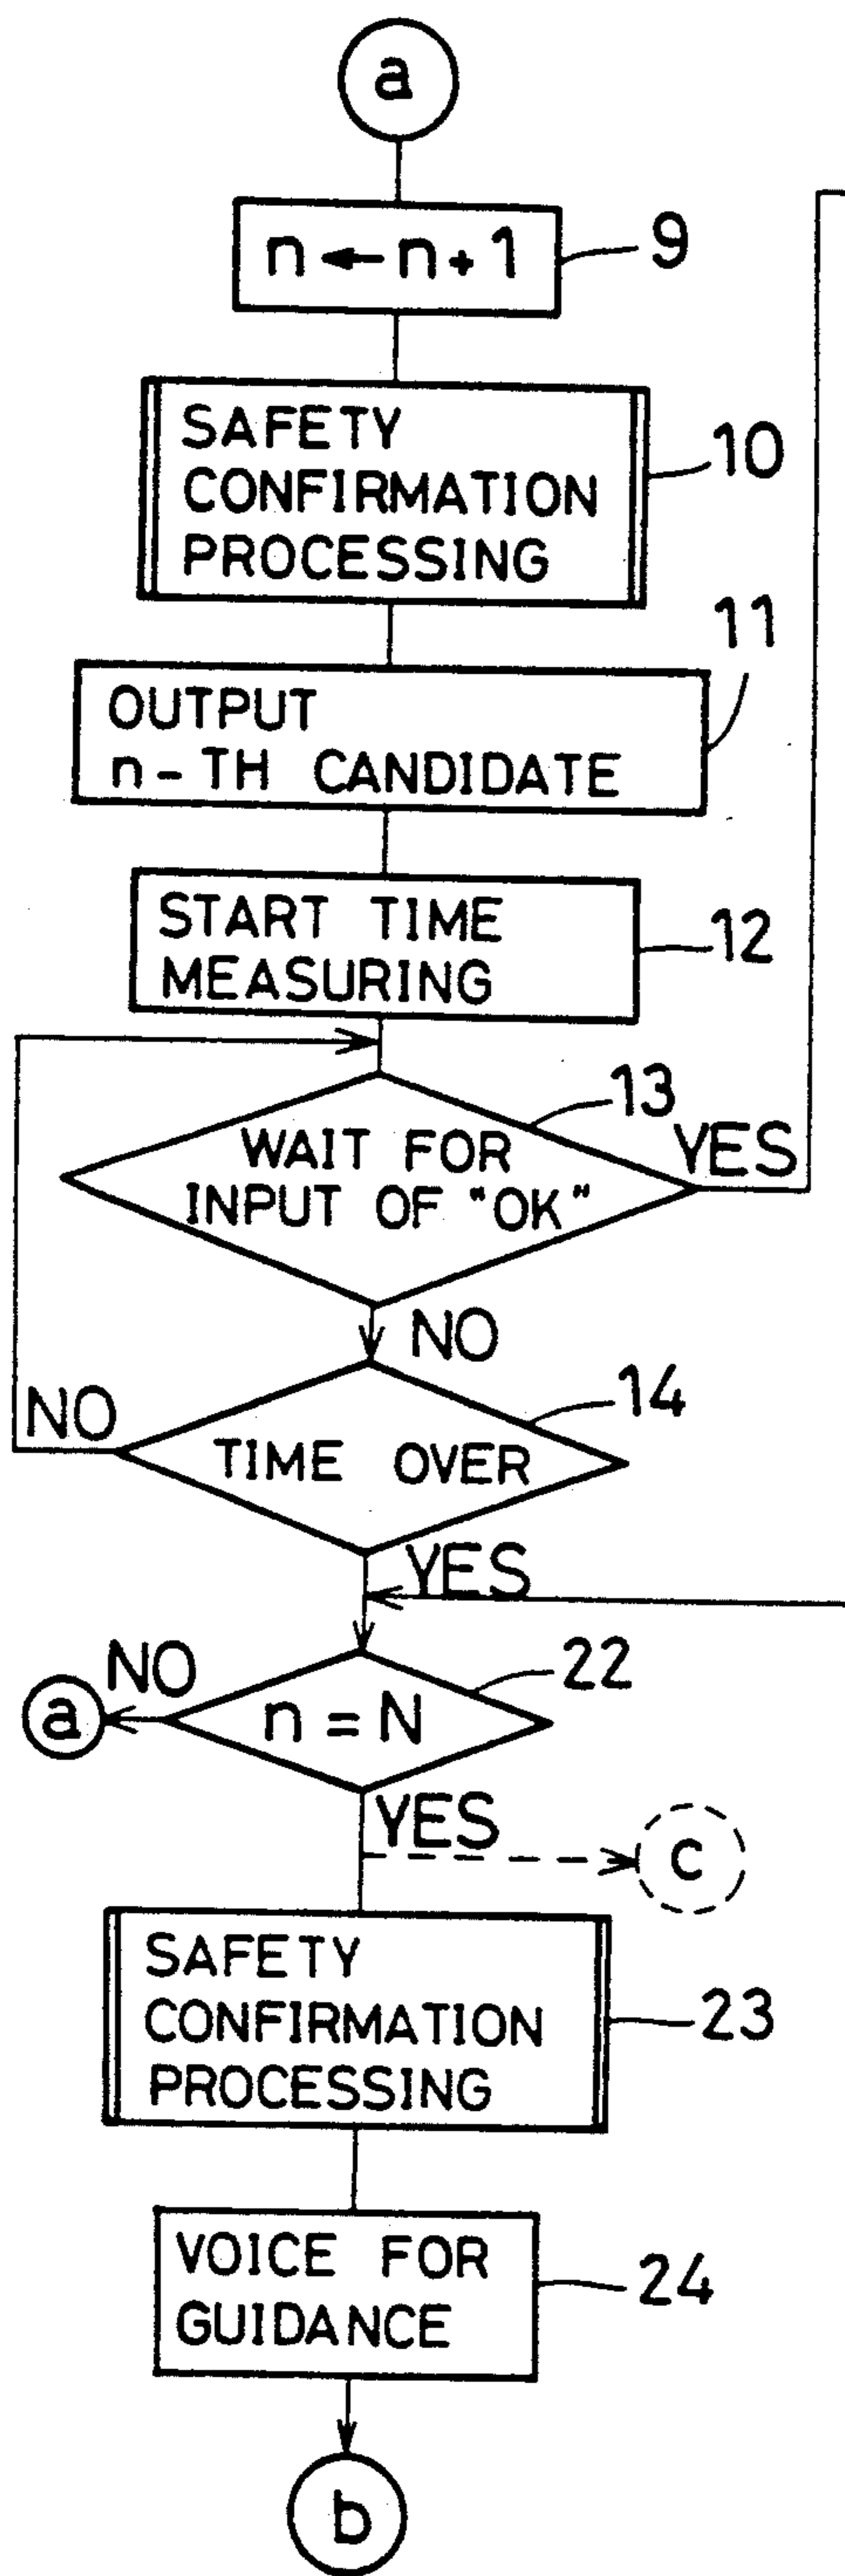 a
n ← n + 1
9
SAFETY
CONFIRMATION
PROCESSING
10
OUTPUT
n - TH CANDIDATE
11
START TIME
MEASURING
12
WAIT FOR
INPUT OF "OK"
13
YES
NO
TIME OVER
14
NO
YES
n = N
22
NO
a
YES
c
SAFETY
CONFIRMATION
PROCESSING
23
VOICE FOR
GUIDANCE
24
b